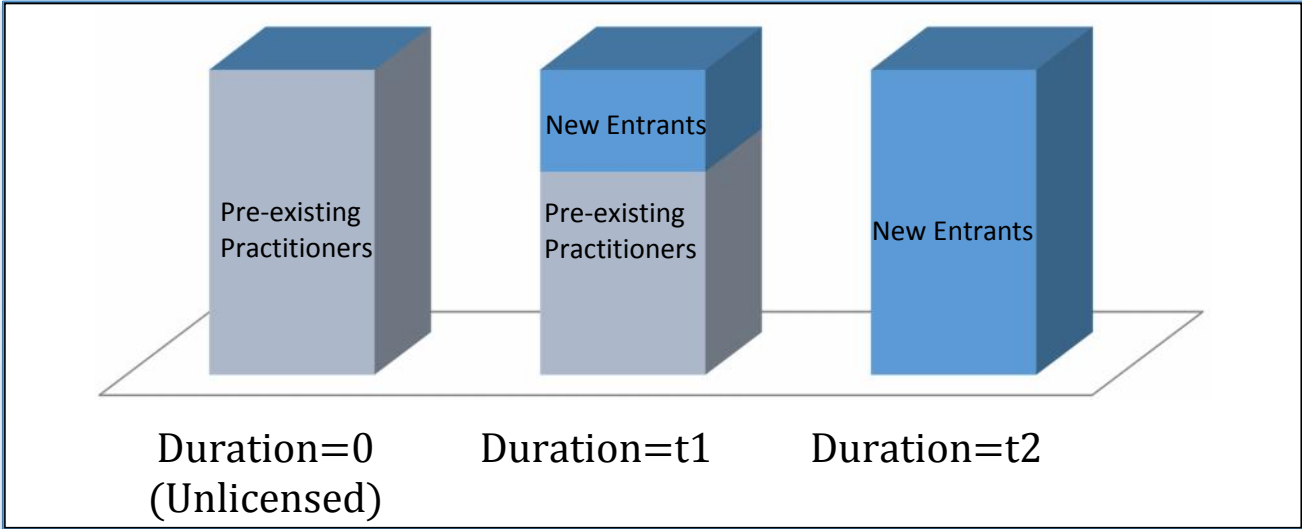 Pre-existing
Practitioners
New Entrants
Pre-existing
Practitioners
New Entrants
Duration=0
(Unlicensed)
Duration=t1
Duration=t2